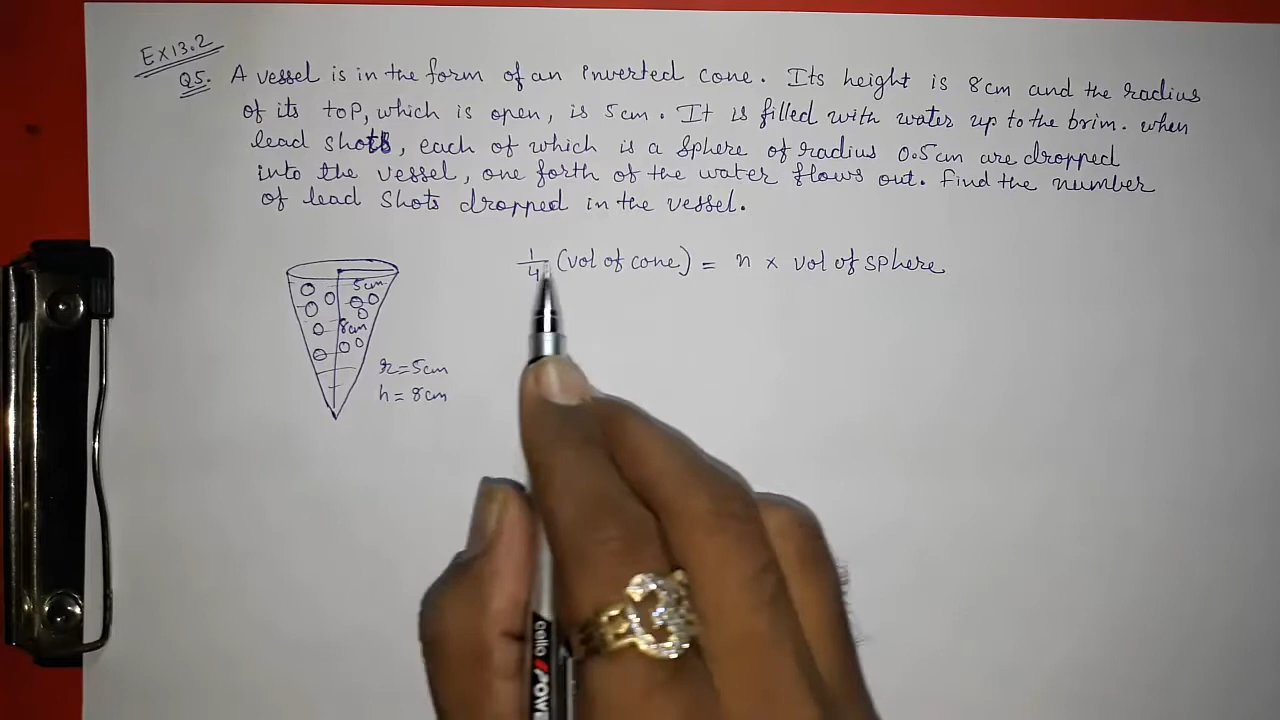 Ex 13.2
Q5. A vessel is in the form of an inverted cone. Its height is 8cm and the radius
of its top, which is open, is 5cm. It is filled with water up to the brim. when
lead shots, each of which is a sphere of radius 0.5cm are dropped
into the vessel, one forth of the water flows out. find the number
of lead shots dropped in the vessel.
1/4 (vol of cone) = n × vol of sphere
5cm
8cm
r=5cm
h=8cm
cello POWE